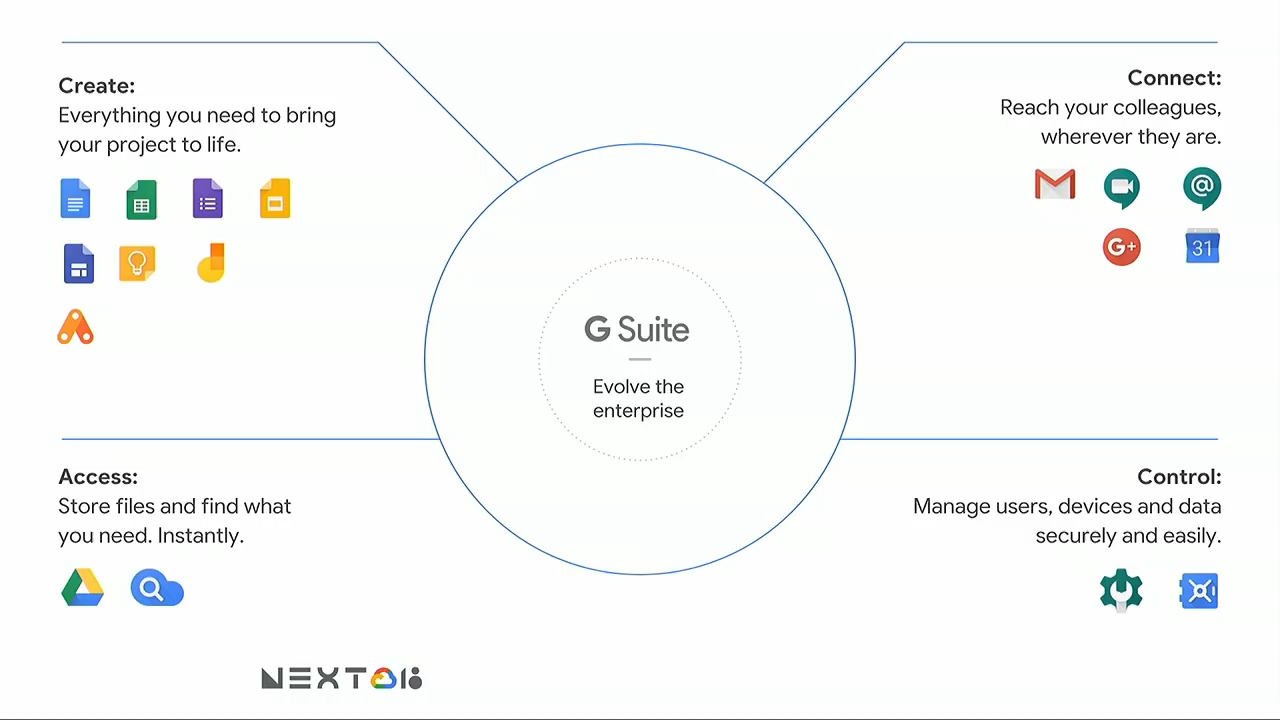 Create:
Everything you need to bring
your project to life.
Connect:
Reach your colleagues,
wherever they are.
G+
31
G Suite
Evolve the
enterprise
Access:
Store files and find what
you need. Instantly.
Control:
Manage users, devices and data
securely and easily.
NEXT 18